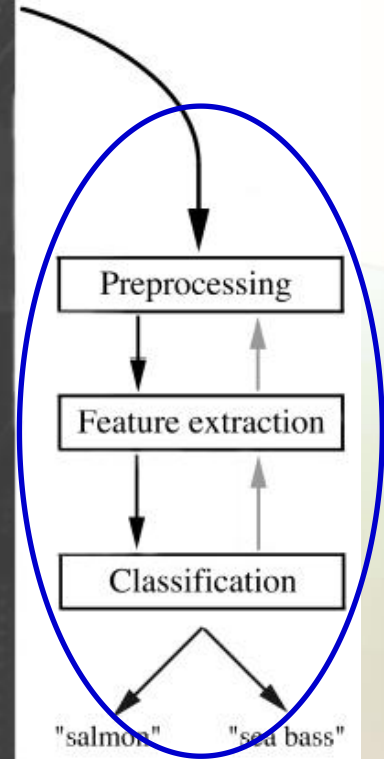 Preprocessing
Feature extraction
Classification
"salmon" "sea bass"